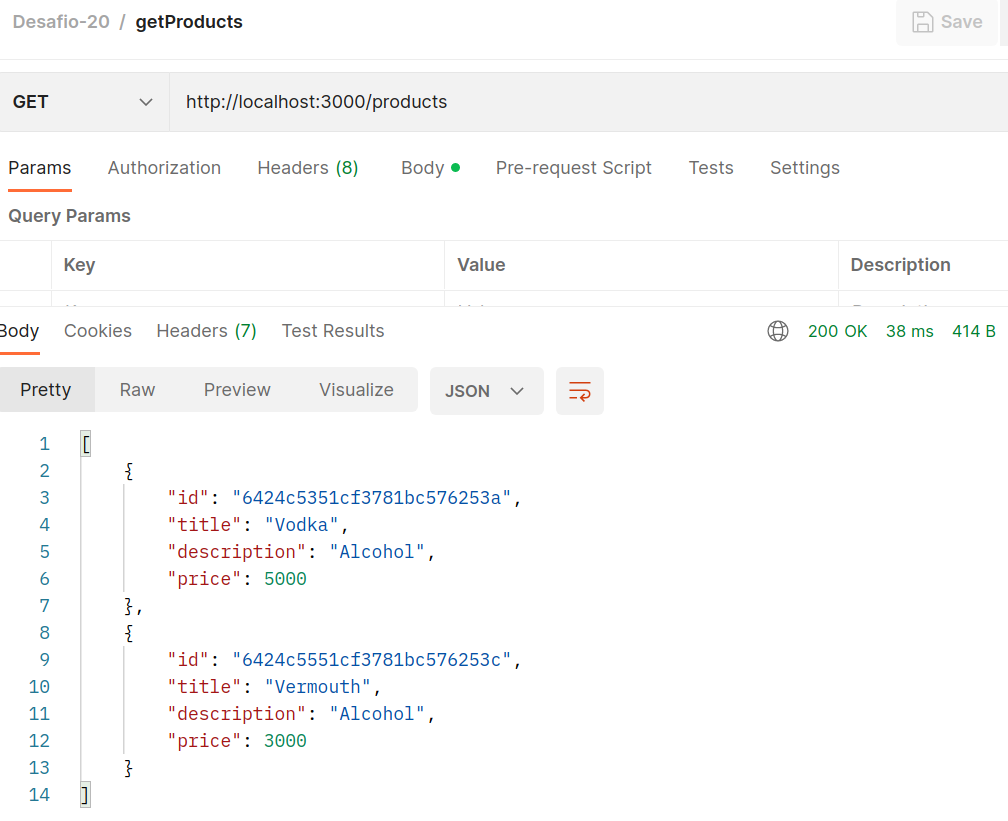 Desafio-20 / getProducts
Save
GET
http://localhost:3000/products
Params Authorization Headers (8) Body Pre-request Script Tests Settings
Query Params
Key Value Description
Body Cookies Headers (7) Test Results 200 OK 38 ms 414 B
Pretty Raw Preview Visualize JSON
1 [
2 {
3 "id": "6424c5351cf3781bc576253a",
4 "title": "Vodka",
5 "description": "Alcohol",
6 "price": 5000
7 },
8 {
9 "id": "6424c5551cf3781bc576253c",
10 "title": "Vermouth",
11 "description": "Alcohol",
12 "price": 3000
13 }
14 ]